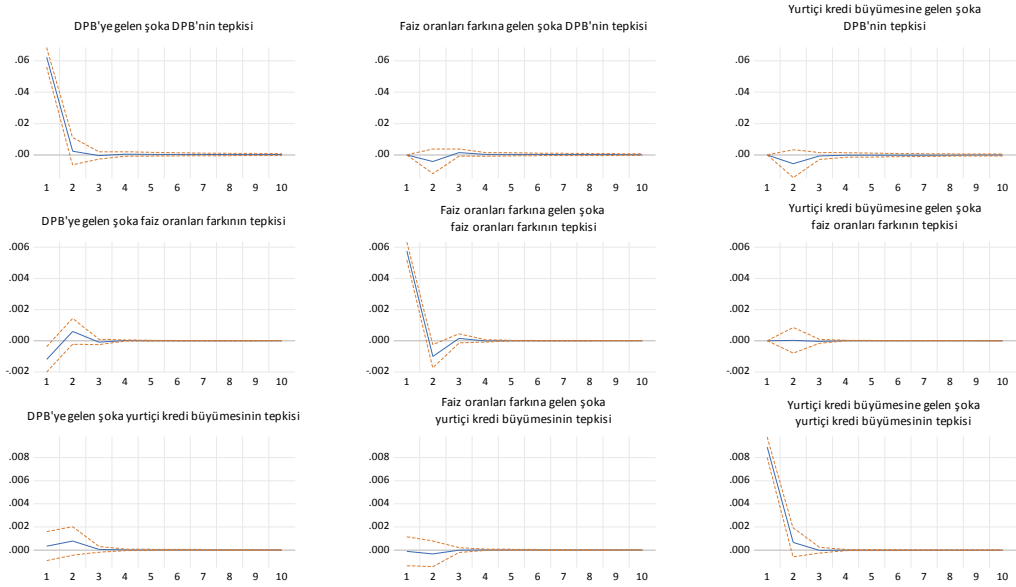 DPB'ye gelen şoka DPB'nin tepkisi
.06
.04
.02
.00
1 2 3 4 5 6 7 8 9 10
Faiz oranları farkına gelen şoka DPB'nin tepkisi
.06
.04
.02
.00
1 2 3 4 5 6 7 8 9 10
Yurtiçi kredi büyümesine gelen şoka
DPB'nin tepkisi
.06
.04
.02
.00
1 2 3 4 5 6 7 8 9 10
DPB'ye gelen şoka faiz oranları farkının tepkisi
.006
.004
.002
.000
-.002
1 2 3 4 5 6 7 8 9 10
Faiz oranları farkına gelen şoka
faiz oranları farkının tepkisi
.006
.004
.002
.000
-.002
1 2 3 4 5 6 7 8 9 10
Yurtiçi kredi büyümesine gelen şoka
faiz oranları farkının tepkisi
.006
.004
.002
.000
-.002
1 2 3 4 5 6 7 8 9 10
DPB'ye gelen şoka yurtiçi kredi büyümesinin tepkisi
.008
.006
.004
.002
.000
1 2 3 4 5 6 7 8 9 10
Faiz oranları farkına gelen şoka
yurtiçi kredi büyümesinin tepkisi
.008
.006
.004
.002
.000
1 2 3 4 5 6 7 8 9 10
Yurtiçi kredi büyümesine gelen şoka
yurtiçi kredi büyümesinin tepkisi
.008
.006
.004
.002
.000
1 2 3 4 5 6 7 8 9 10